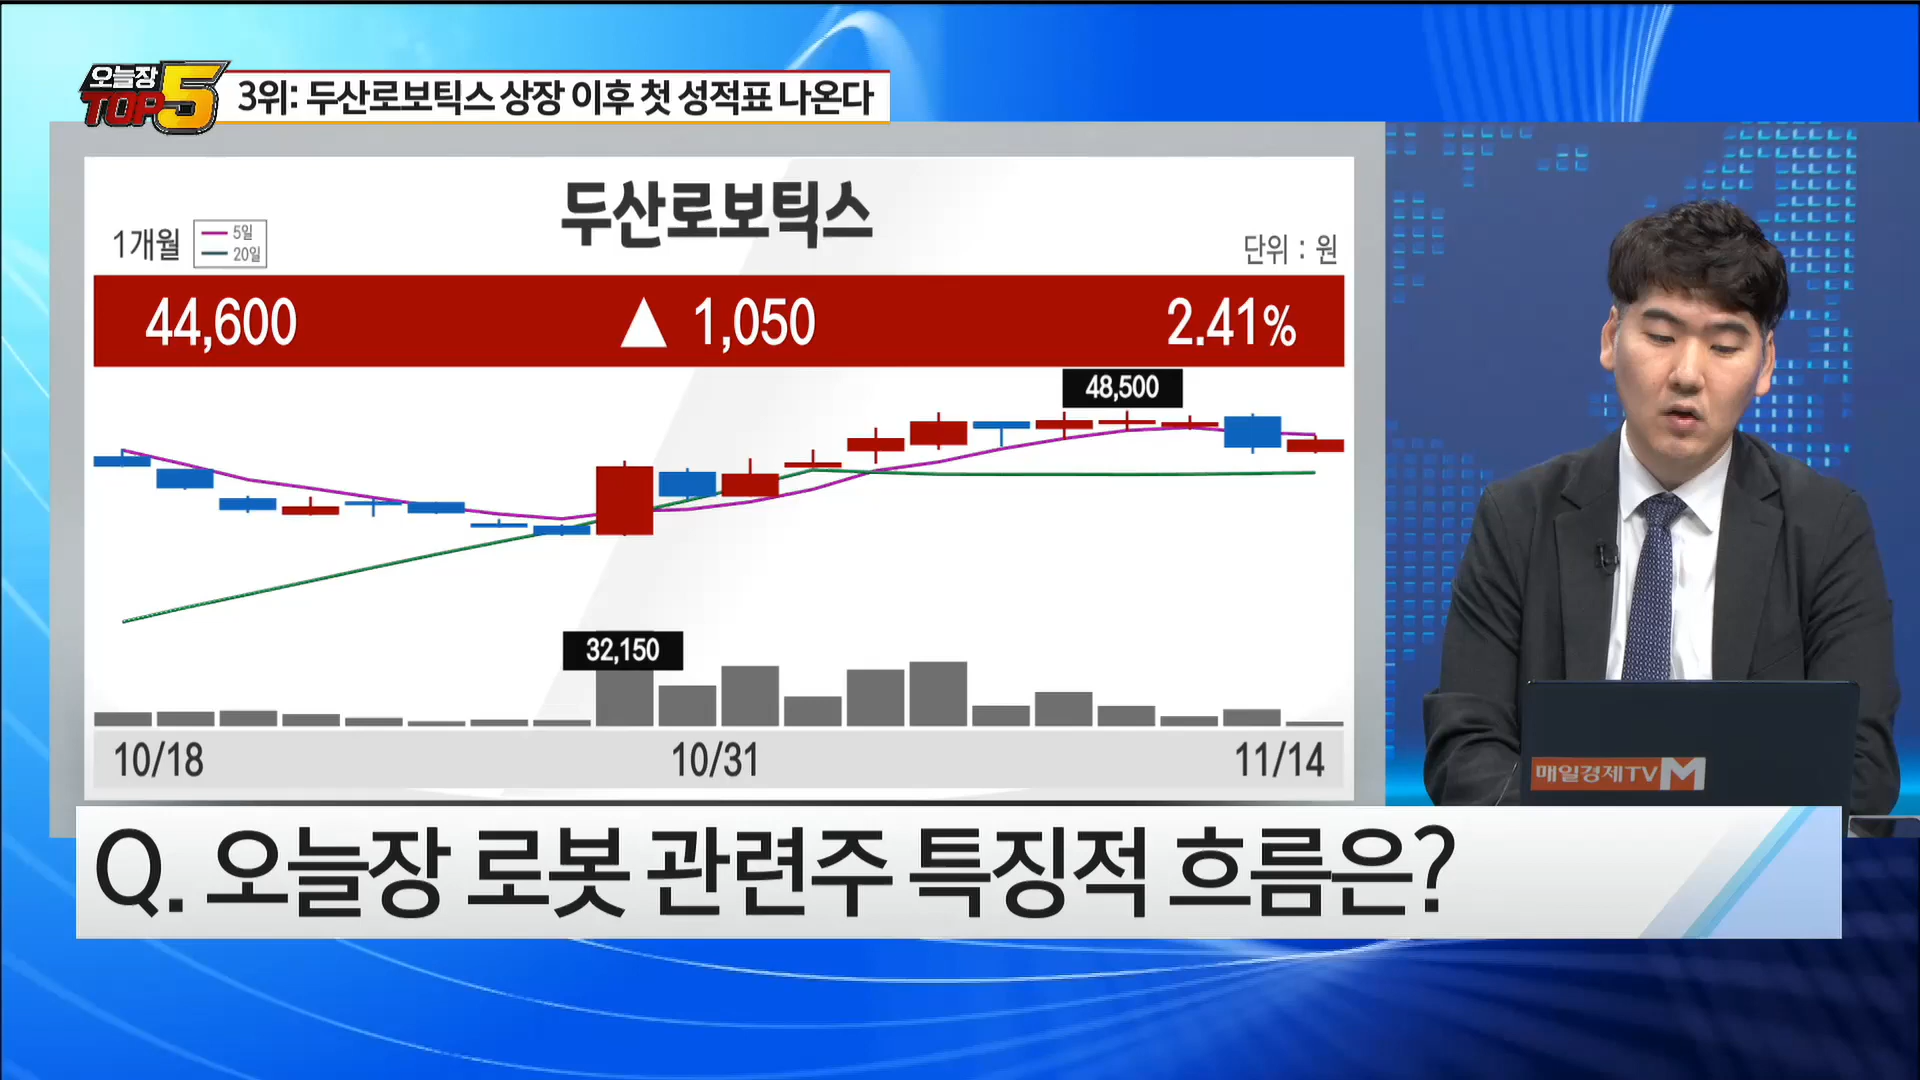 오늘장
TOP5
3위: 두산로보틱스 상장 이후 첫 성적표 나온다
두산로보틱스
1개월
5일
20일
단위 : 원
44,600 ▲ 1,050 2.41%
48,500
32,150
10/18 10/31 11/14
매일경제TV M
Q. 오늘장 로봇 관련주 특징적 흐름은?